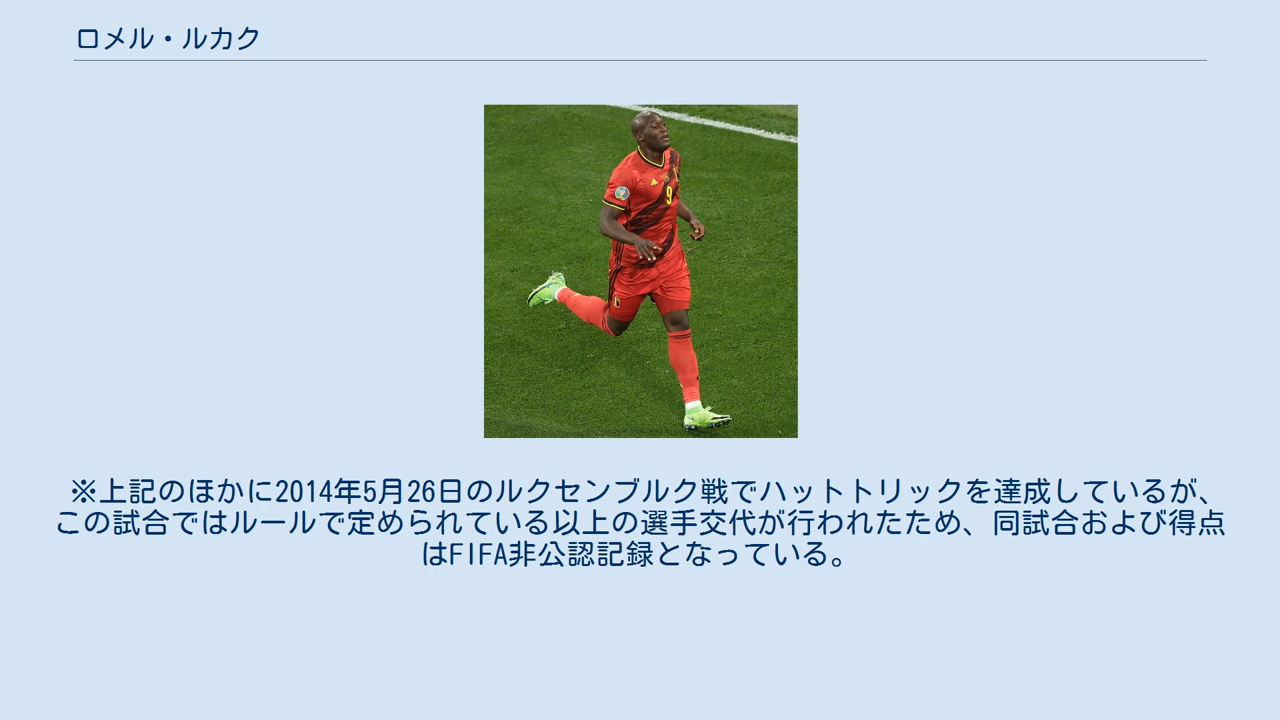 ロメル・ルカク
9
※上記のほかに2014年5月26日のルクセンブルク戦でハットトリックを達成しているが、
この試合ではルールで定められている以上の選手交代が行われたため、同試合および得点
はFIFA非公認記録となっている。